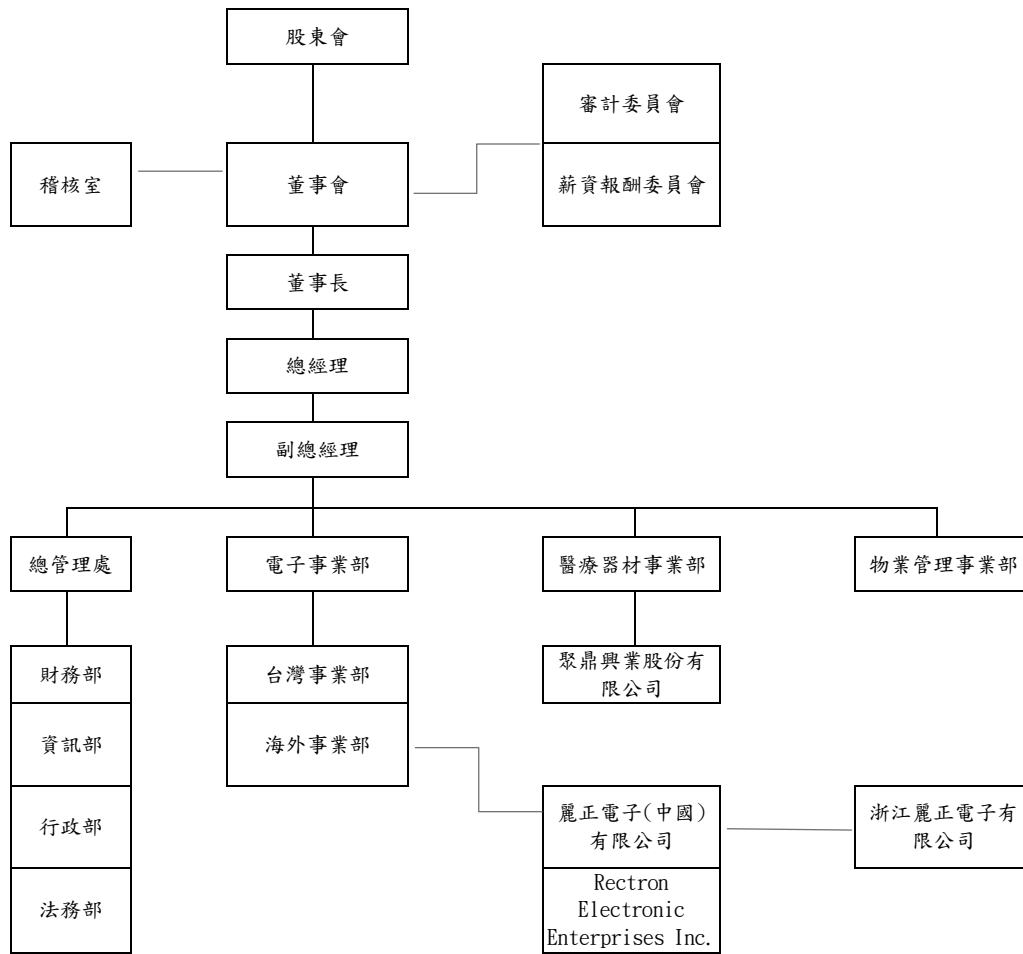 股東會
審計委員會
稽核室
董事會
薪資報酬委員會
董事長
總經理
副總經理
總管理處
電子事業部
醫療器材事業部
物業管理事業部
財務部
台灣事業部
聚鼎興業股份有
限公司
資訊部
海外事業部
行政部
麗正電子(中國)
有限公司
浙江麗正電子有
限公司
法務部
Rectron
Electronic
Enterprises Inc.